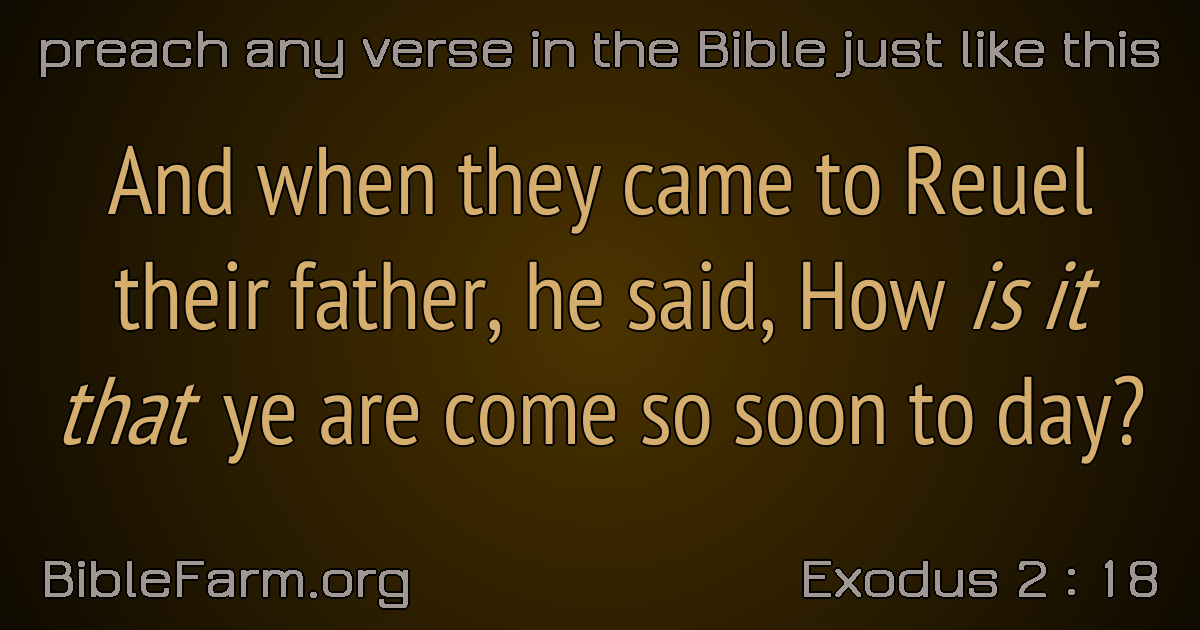 preach any verse in the Bible just like this
And when they came to Reuel
their father, he said, How is it
that ye are come so soon to day?
BibleFarm.org
Exodus 2 : 18